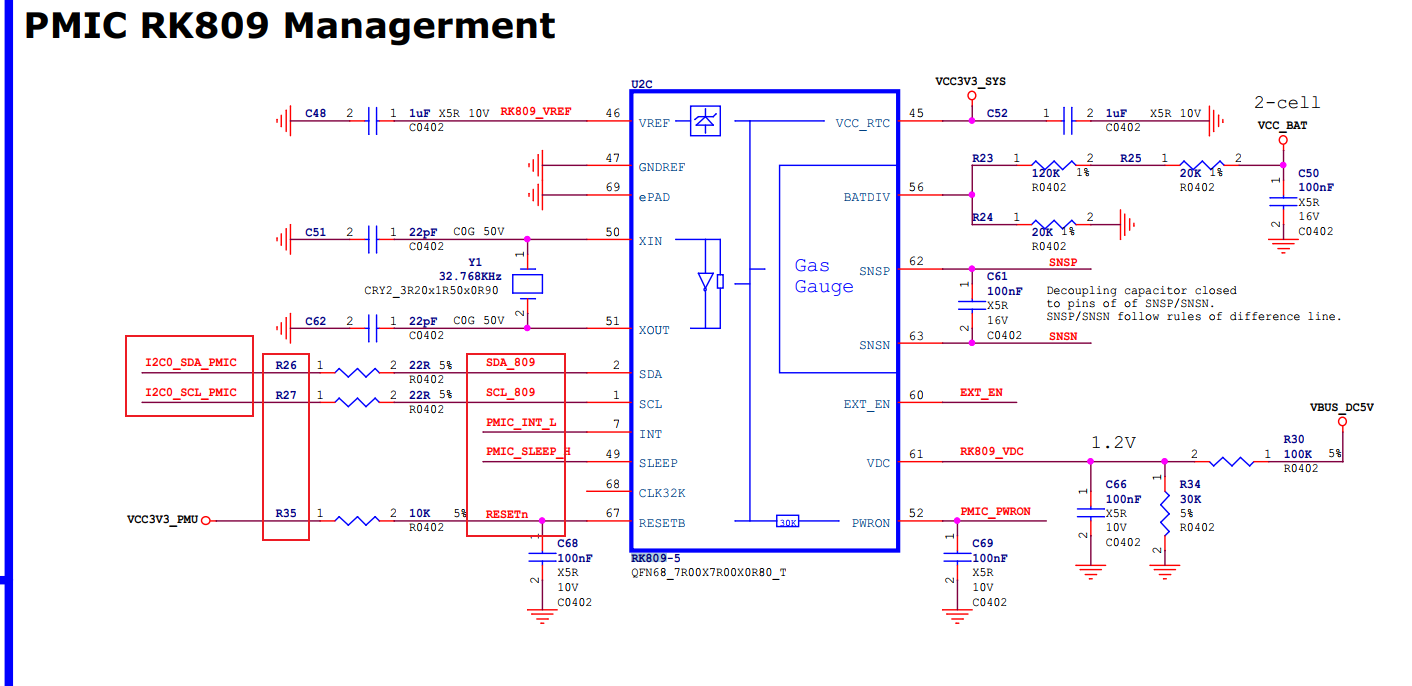 PMIC RK809 Managerment
U2C
VCC3V3_SYS
C48 2 1 1uF X5R 10V RK809_VREF 46
C0402
VREF
VCC_RTC
45 C52 1 1uF X5R 10V
C0402
2-cell
VCC_BAT
47
GNDREF
69
ePAD
56
BATDIV
R23 1 2 R25 1 2
120K 1% 20K 1%
R0402 R0402
C50
100nF
X5R
16V
C0402
1
2
R24 1 2
20K 1%
R0402
C51 2 1 22pF C0G 50V 50
C0402
XIN
1
Y1
32.768KHz
CRY2_3R20x1R50x0R90
2
C62 2 1 22pF C0G 50V 51
C0402
XOUT
Gas
Gauge
SNSP
62 SNSP
C61
100nF
X5R
16V
C0402
1
2
Decoupling capacitor closed
to pins of of SNSP/SNSN.
SNSP/SNSN follow rules of difference line.
SNSN
63 SNSN
I2C0_SDA_PMIC R26 1 2 22R 5% SDA_809 2
R0402
SDA
I2C0_SCL_PMIC R27 1 2 22R 5% SCL_809 1
R0402
SCL
EXT_EN
60 EXT_EN
PMIC_INT_L 7
INT
PMIC_SLEEP_H 49
SLEEP
VDC
61 RK809_VDC
1.2V
2 1
R30
100K 5%
R0402
VBUS_DC5V
68
CLK32K
C66
100nF
X5R
10V
C0402
1
2
R34
30K
5%
R0402
1
2
VCC3V3_PMU R35 1 2 10K 5% RESETn 67
R0402
RESETB
30K
PWRON
52 PMIC_PWRON
C68
100nF
X5R
10V
C0402
1
2
C69
100nF
X5R
10V
C0402
1
2
RK809-5
QFN68_7R00X7R00X0R80_T